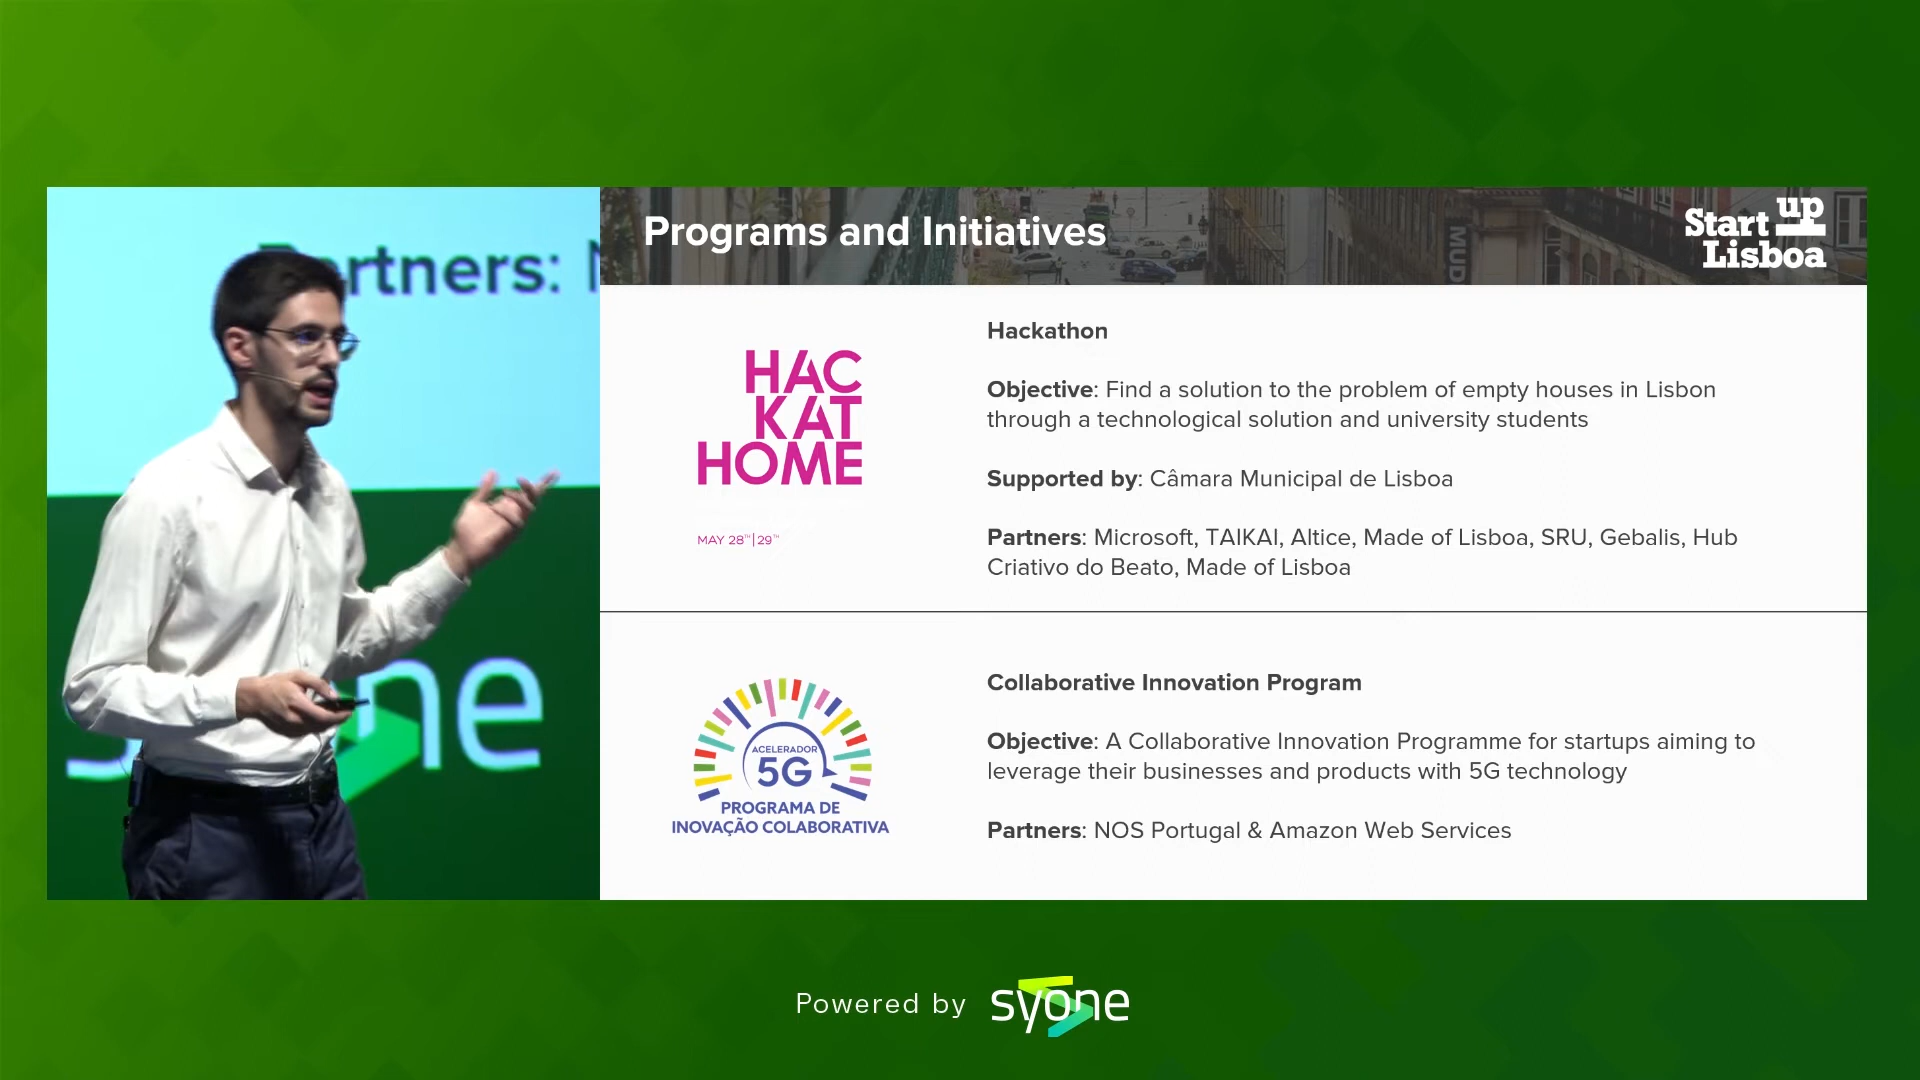 Partners:
syone
Programs and Initiatives
Start up
Lisboa
HAC
KAT
HOME
MAY 28TH|29TH
Hackathon
Objective: Find a solution to the problem of empty houses in Lisbon
through a technological solution and university students
Supported by: Câmara Municipal de Lisboa
Partners: Microsoft, TAIKAI, Altice, Made of Lisboa, SRU, Gebalis, Hub
Criativo do Beato, Made of Lisboa
ACELERADOR
5G
PROGRAMA DE
INOVAÇÃO COLABORATIVA
Collaborative Innovation Program
Objective: A Collaborative Innovation Programme for startups aiming to
leverage their businesses and products with 5G technology
Partners: NOS Portugal & Amazon Web Services
MUD
Powered by syone